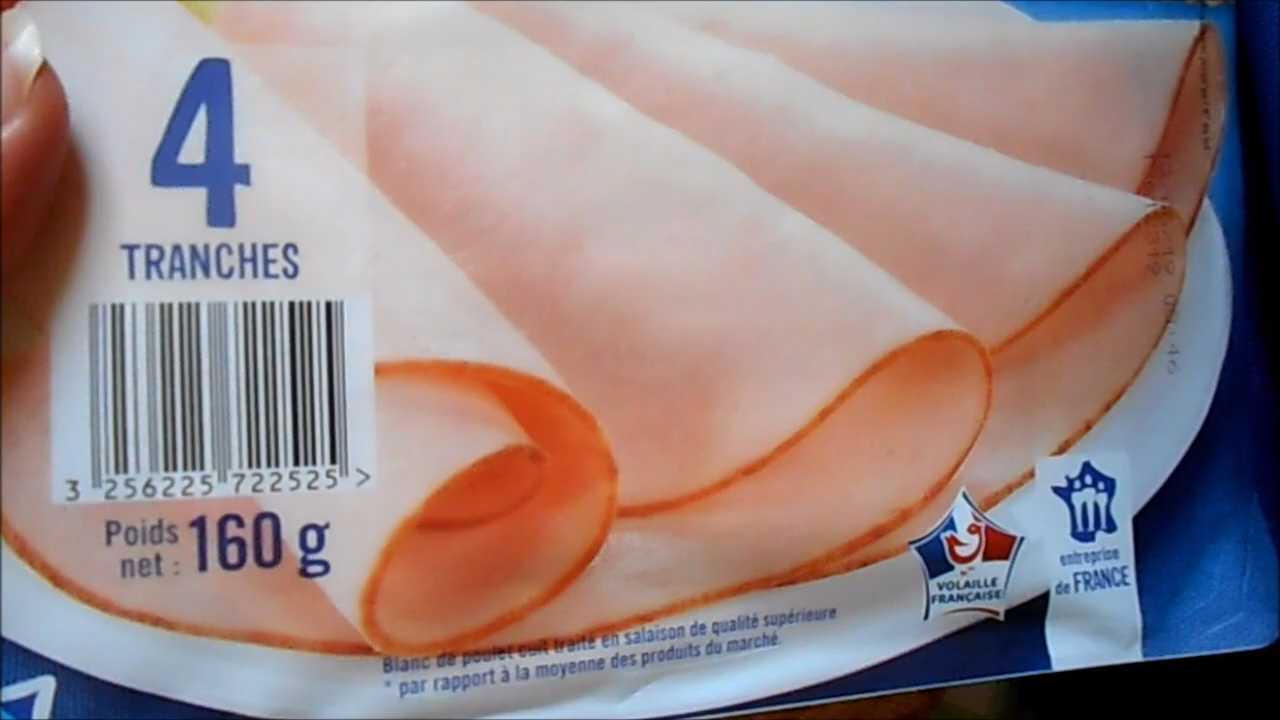 4
TRANCHES
3 256225 722525 >
Poids
net : 160 g
Blanc de poulet cuit traité en salaison de qualité supérieure
* par rapport à la moyenne des produits du marché.
VOLAILLE
FRANÇAISE
entreprise
de FRANCE